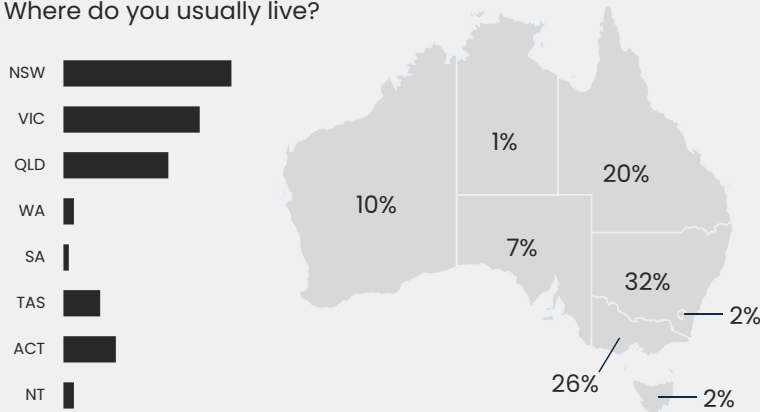 Where do you usually live?
NSW
VIC
QLD
WA
SA
TAS
ACT
NT
1%
20%
10%
7%
32%
2%
26%
2%